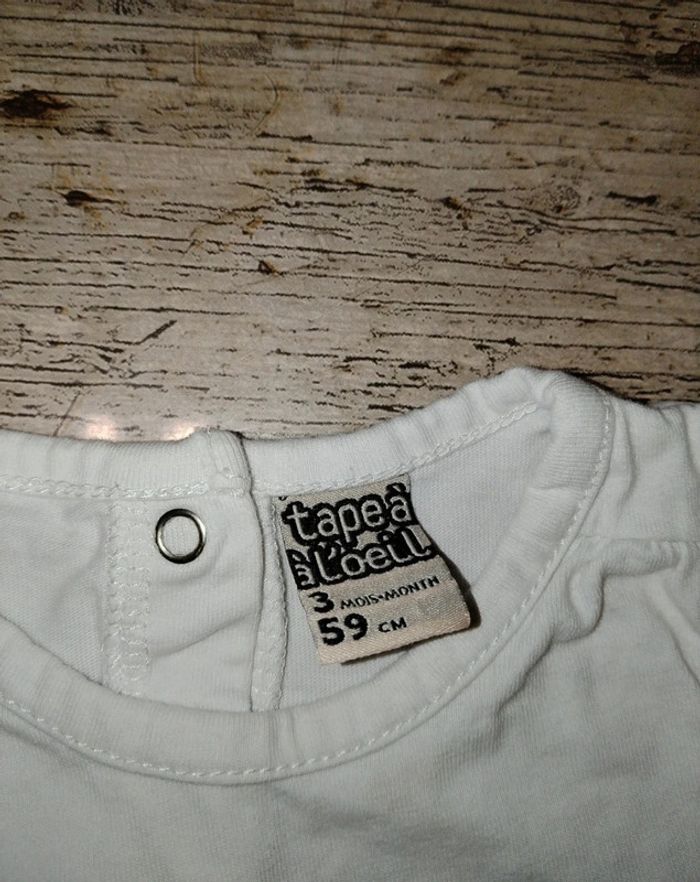 tape à
à l'oeil
3 MOIS-MONTH
59 CM